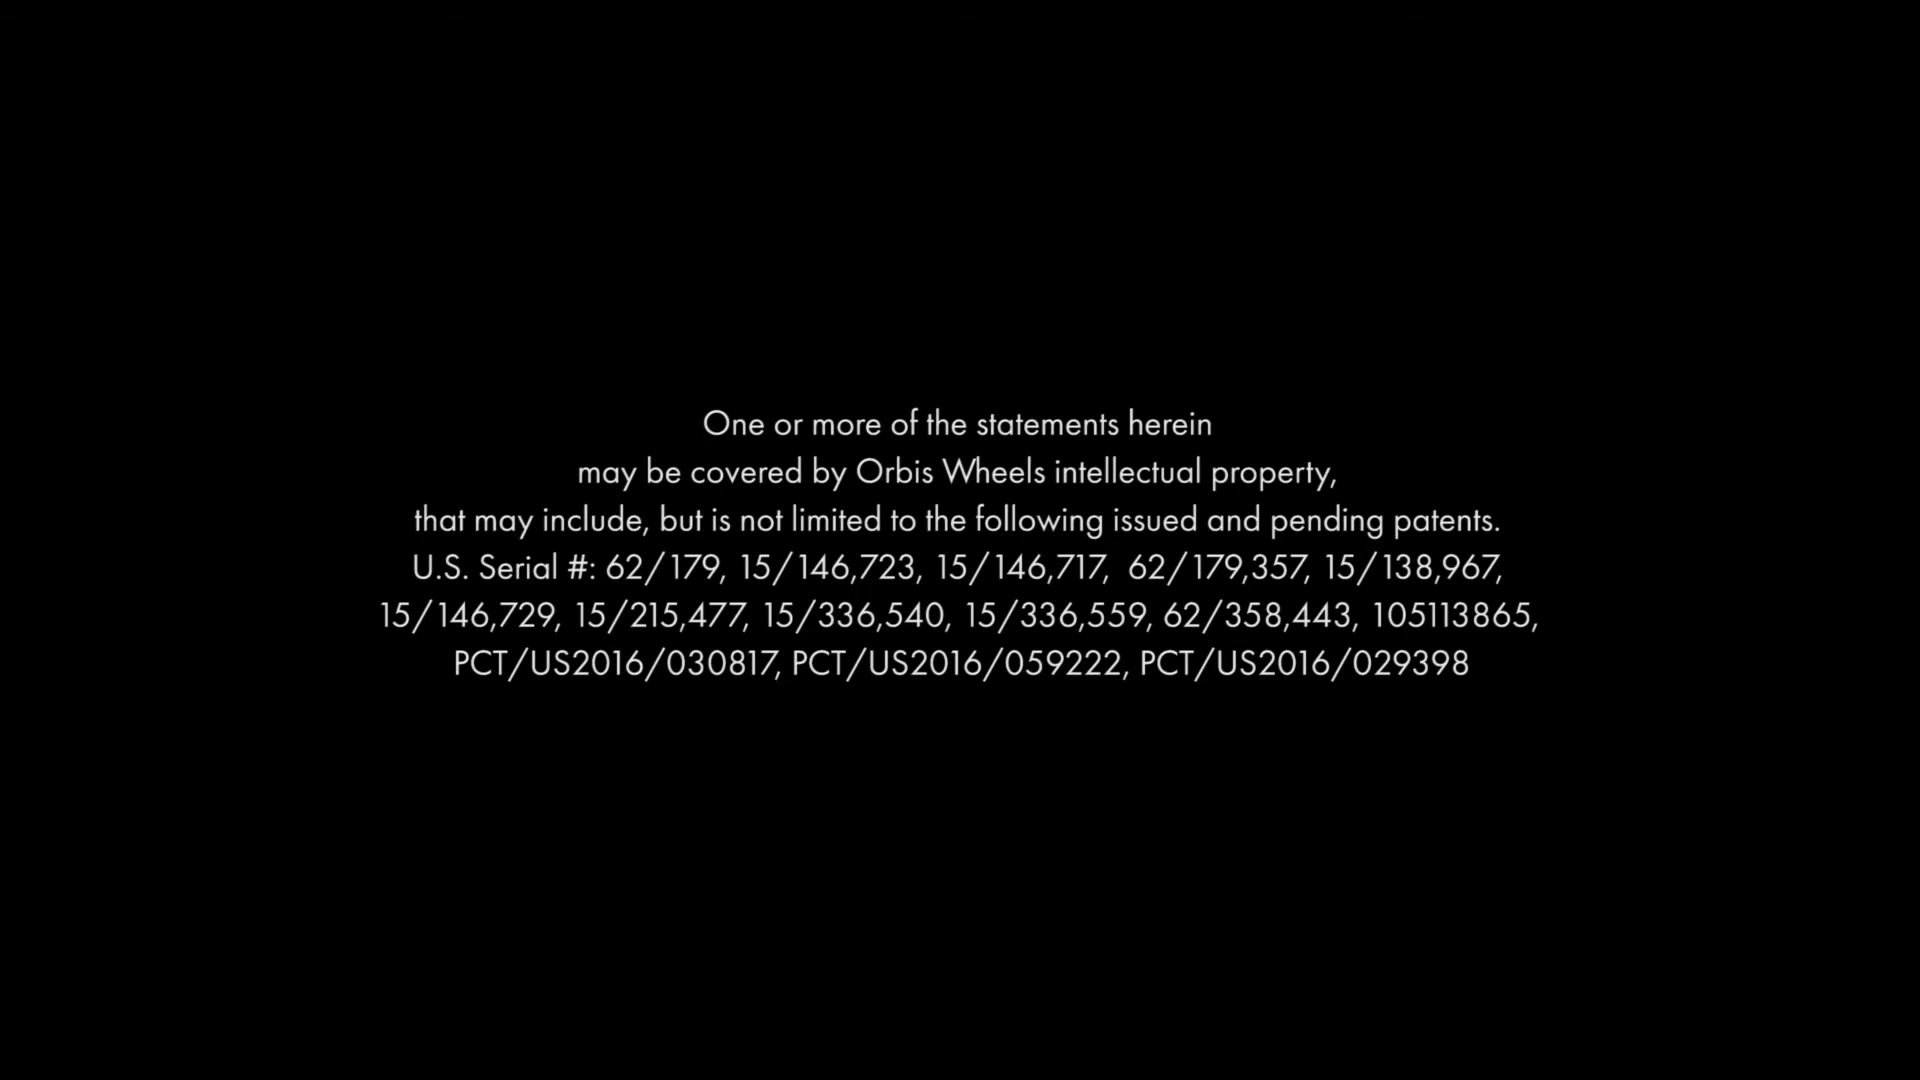 One or more of the statements herein
may be covered by Orbis Wheels intellectual property,
that may include, but is not limited to the following issued and pending patents.
U.S. Serial #: 62/179, 15/146,723, 15/146,717,  62/179,357, 15/138,967,
15/146,729, 15/215,477, 15/336,540, 15/336,559, 62/358,443, 105113865,
PCT/US2016/030817, PCT/US2016/059222, PCT/US2016/029398